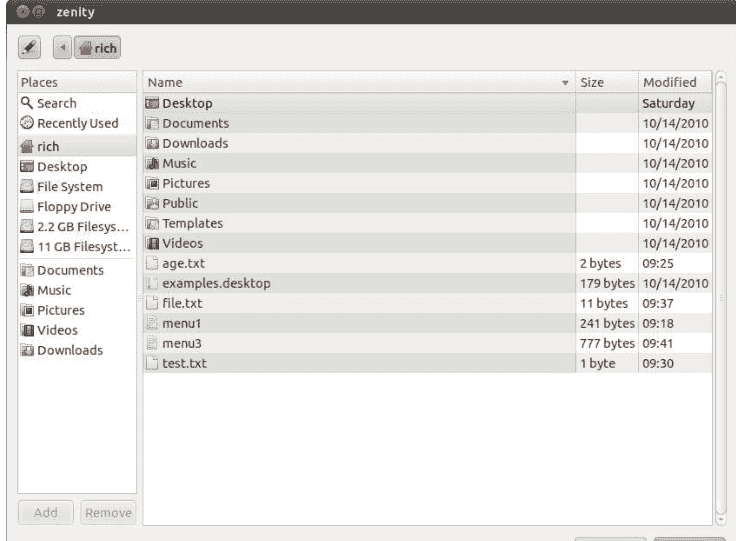 zenity
rich
Places
Search
Recently Used
rich
Desktop
File System
Floppy Drive
2.2 GB Filesys...
11 GB Filesyst...
Documents
Music
Pictures
Videos
Downloads
Add Remove
Name Size Modified
Desktop Saturday
Documents 10/14/2010
Downloads 10/14/2010
Music 10/14/2010
Pictures 10/14/2010
Public 10/14/2010
Templates 10/14/2010
Videos 10/14/2010
age.txt 2 bytes 09:25
examples.desktop 179 bytes 10/14/2010
file.txt 11 bytes 09:37
menu1 241 bytes 09:18
menu3 777 bytes 09:41
test.txt 1 byte 09:30